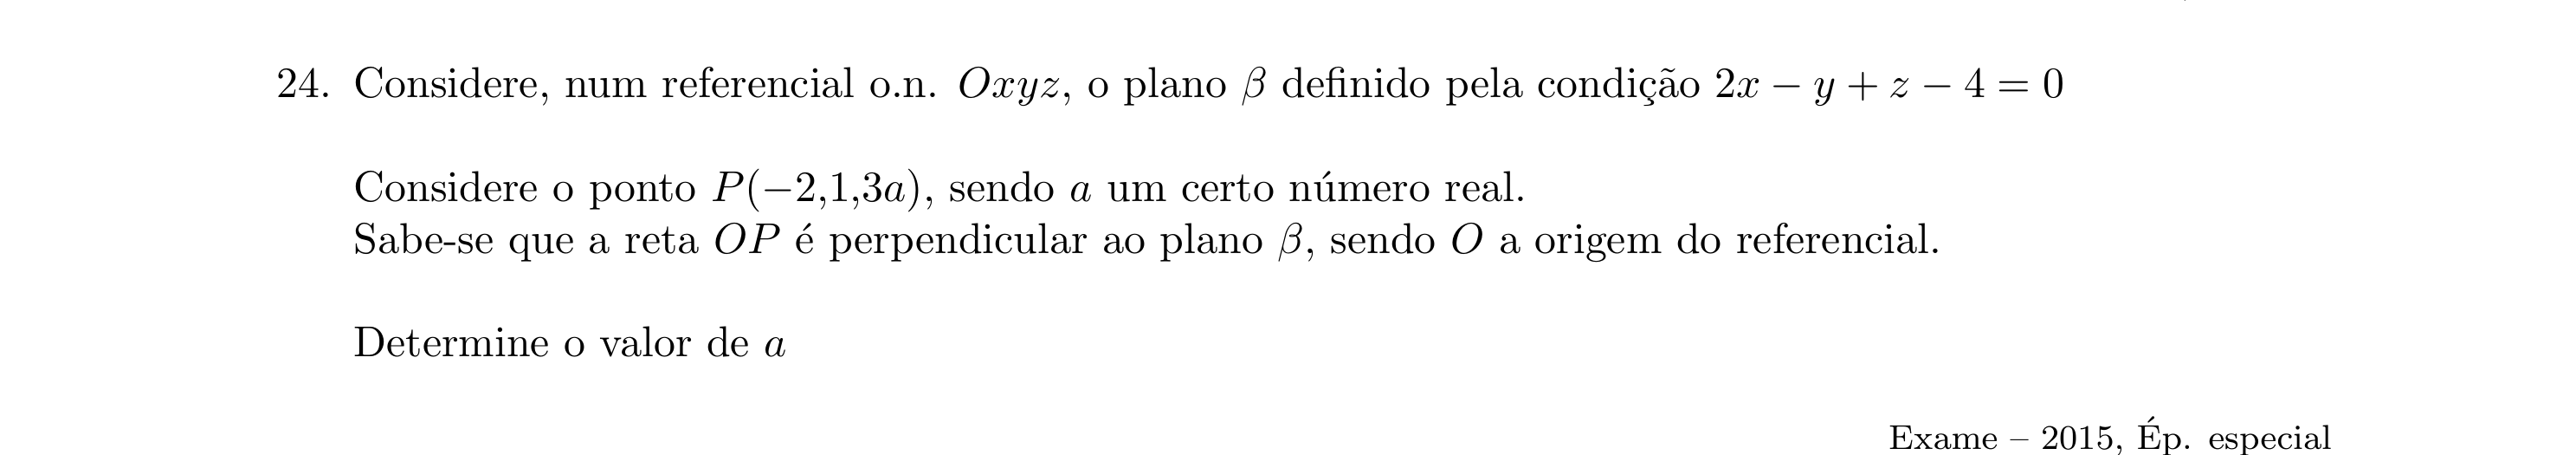 24. Considere, num referencial o.n. Oxyz, o plano β definido pela condição 2x − y + z − 4 = 0
Considere o ponto P(−2,1,3a), sendo a um certo número real.
Sabe-se que a reta OP é perpendicular ao plano β, sendo O a origem do referencial.
Determine o valor de a
Exame – 2015, Ép. especial